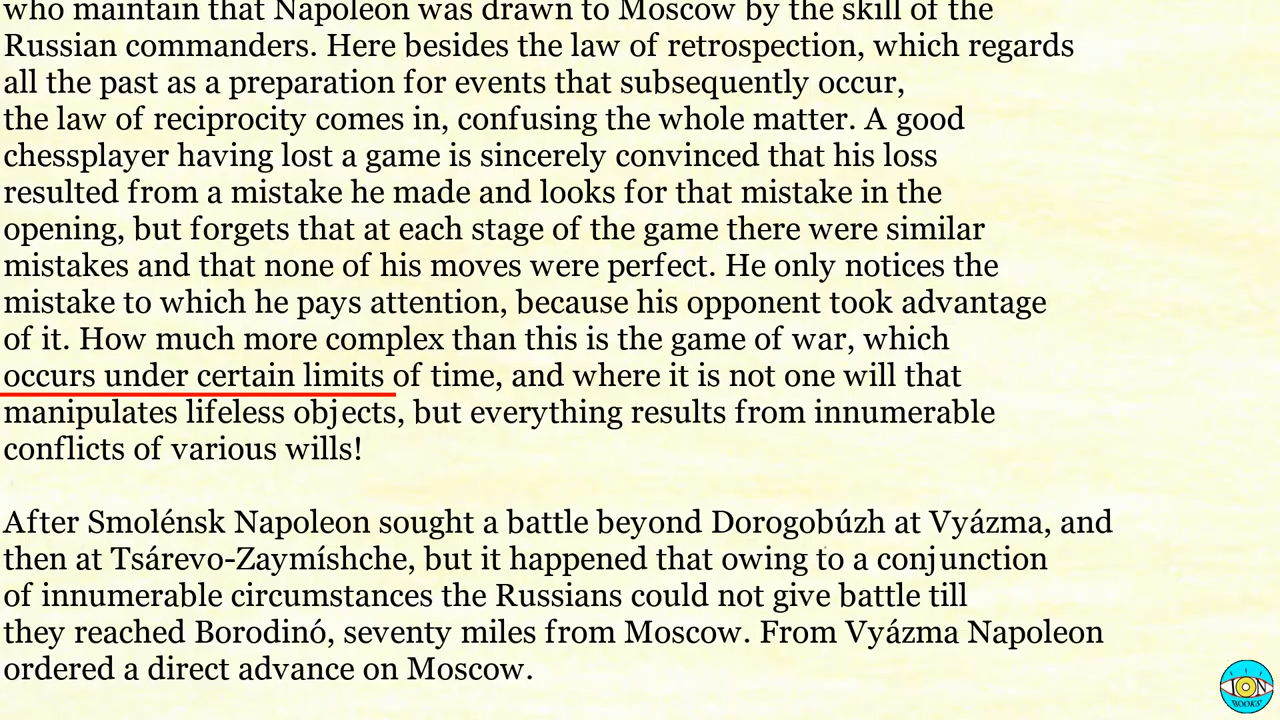 who maintain that Napoleon was drawn to Moscow by the skill of the
Russian commanders. Here besides the law of retrospection, which regards
all the past as a preparation for events that subsequently occur,
the law of reciprocity comes in, confusing the whole matter. A good
chessplayer having lost a game is sincerely convinced that his loss
resulted from a mistake he made and looks for that mistake in the
opening, but forgets that at each stage of the game there were similar
mistakes and that none of his moves were perfect. He only notices the
mistake to which he pays attention, because his opponent took advantage
of it. How much more complex than this is the game of war, which
occurs under certain limits of time, and where it is not one will that
manipulates lifeless objects, but everything results from innumerable
conflicts of various wills!
After Smolénsk Napoleon sought a battle beyond Dorogobúzh at Vyázma, and
then at Tsárevo-Zaymíshche, but it happened that owing to a conjunction
of innumerable circumstances the Russians could not give battle till
they reached Borodinó, seventy miles from Moscow. From Vyázma Napoleon
ordered a direct advance on Moscow.
ION
BOOKS